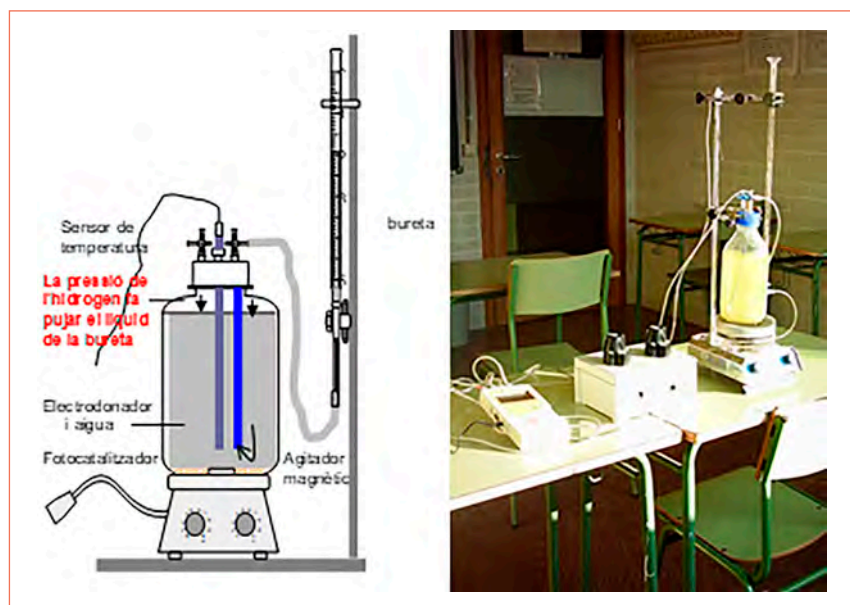 Sensor de
temperatura
La pressió de
l'hidrogen fa
pujar el líquid
de la bureta
bureta
Electrodonador
i aigua
Fotocatalitzador
Agitador
magnètic